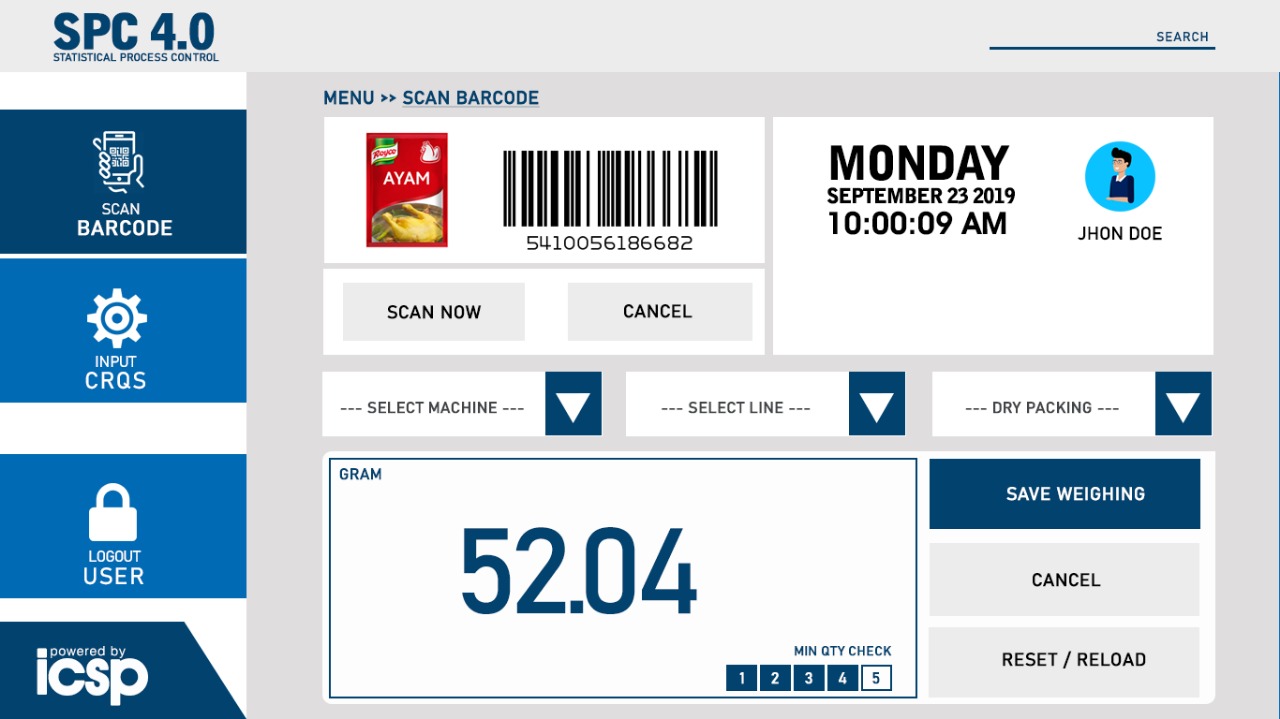 SPC 4.0
STATISTICAL PROCESS CONTROL
SEARCH
MENU >> SCAN BARCODE
SCAN
BARCODE
Knorr
Royco
AYAM
5410056186682
MONDAY
SEPTEMBER 23 2019
10:00:09 AM
JHON DOE
SCAN NOW
CANCEL
INPUT
CRQS
--- SELECT MACHINE ---
--- SELECT LINE ---
--- DRY PACKING ---
GRAM
52.04
MIN QTY CHECK
1 2 3 4 5
SAVE WEIGHING
CANCEL
RESET / RELOAD
LOGOUT
USER
powered by
icsp